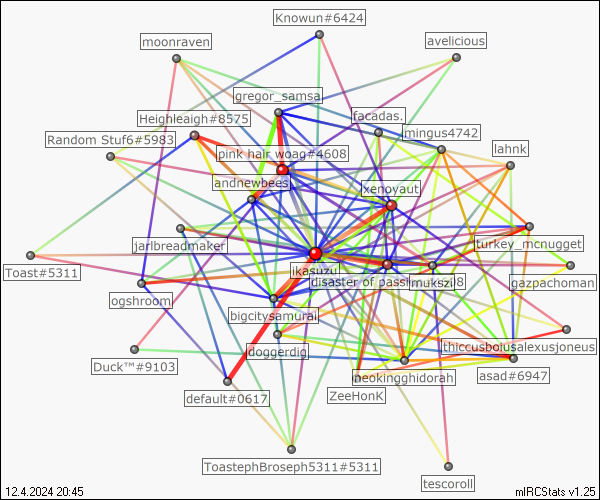 Knowun#6424
moonraven
avelicious
gregor_samsa
facadas.
Heighleaigh#8575
mingus4742
Random Stuf6#5983
pink hair woag#4608
lahnk
andnewbees
xenoyaut
jarlbreadmaker
turkey_mcnugget
Toast#5311
ikasuzu
disaster of passi
mukszi
8
gazpachoman
ogshroom
bigcitysamurai
doggerdig
thiccusbolusalexusjoneus
Duck™#9103
neokingghidorah
asad#6947
default#0617
ZeeHonK
ToastephBroseph5311#5311
tescoroll
12.4.2024 20:45
mIRCStats v1.25